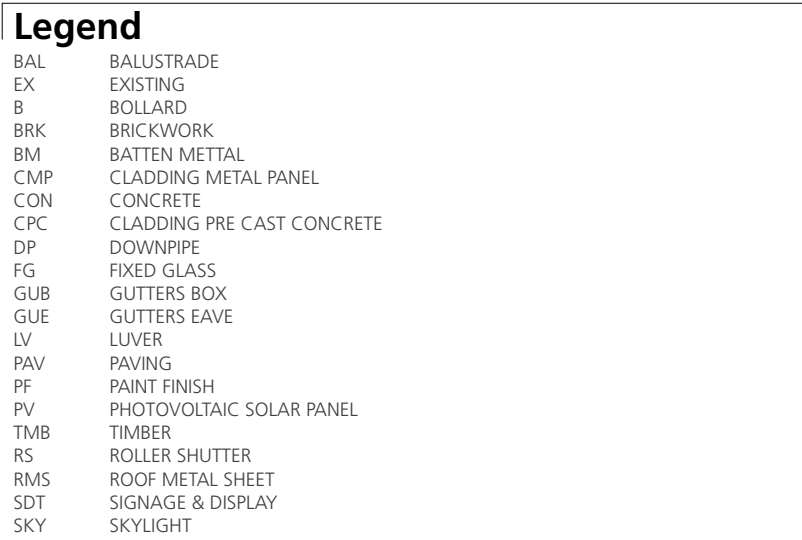 Legend
BAL BALUSTRADE
EX EXISTING
B BOLLARD
BRK BRICKWORK
BM BATTEN METTAL
CMP CLADDING METAL PANEL
CON CONCRETE
CPC CLADDING PRE CAST CONCRETE
DP DOWNPIPE
FG FIXED GLASS
GUB GUTTERS BOX
GUE GUTTERS EAVE
LV LUVER
PAV PAVING
PF PAINT FINISH
PV PHOTOVOLTAIC SOLAR PANEL
TMB TIMBER
RS ROLLER SHUTTER
RMS ROOF METAL SHEET
SDT SIGNAGE & DISPLAY
SKY SKYLIGHT